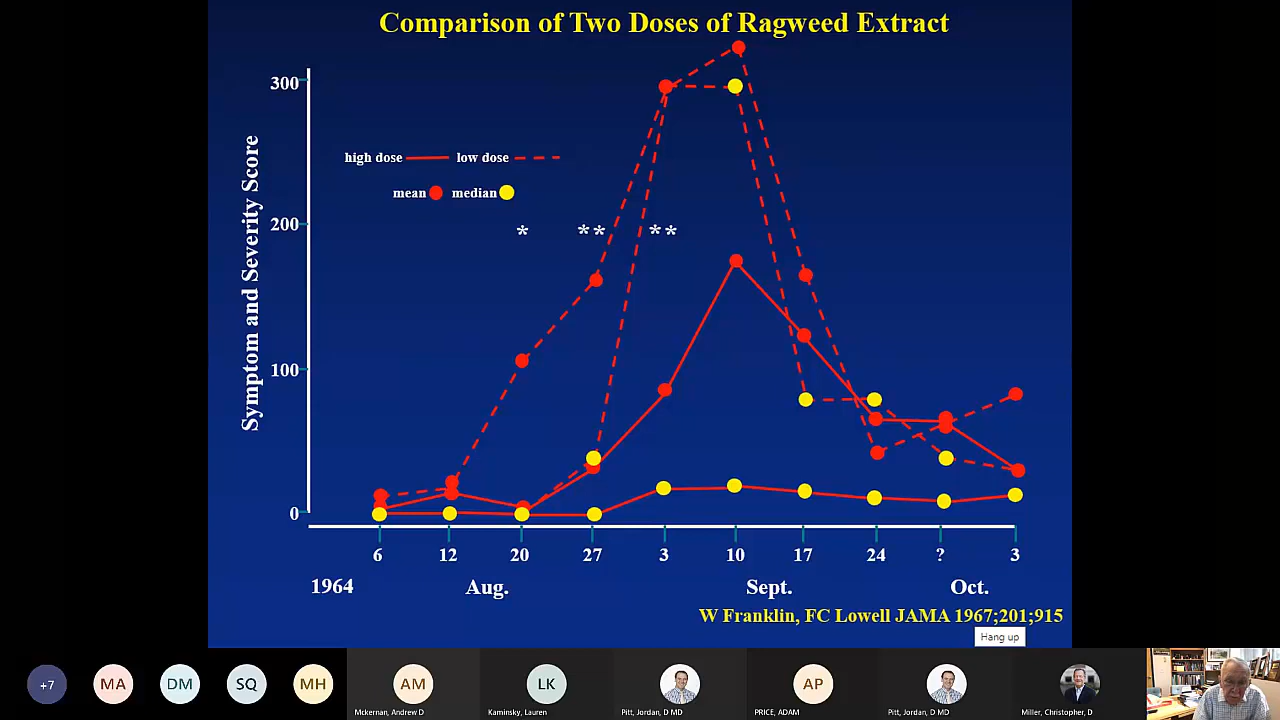 Comparison of Two Doses of Ragweed Extract
300
200
100
0
Symptom and Severity Score
high dose low dose
mean median
* ** **
6 12 20 27 3 10 17 24 ? 3
1964 Aug. Sept. Oct.
W Franklin, FC Lowell JAMA 1967;201;915
Hang up
+7 MA DM SQ MH AM LK AP
Mckernan, Andrew D Kaminsky, Lauren Pitt, Jordan, D MD PRICE, ADAM Pitt, Jordan, D MD Miller, Christopher, D